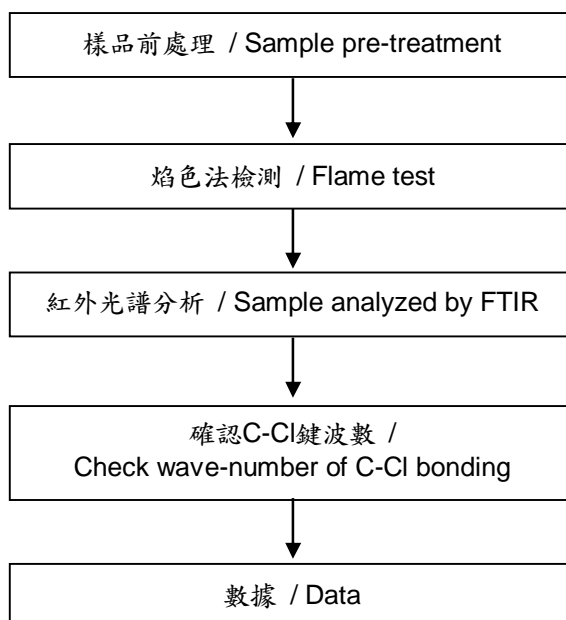 樣品前處理 / Sample pre-treatment
焰色法檢測 / Flame test
紅外光譜分析 / Sample analyzed by FTIR
確認C-Cl鍵波數 /
Check wave-number of C-Cl bonding
數據 / Data